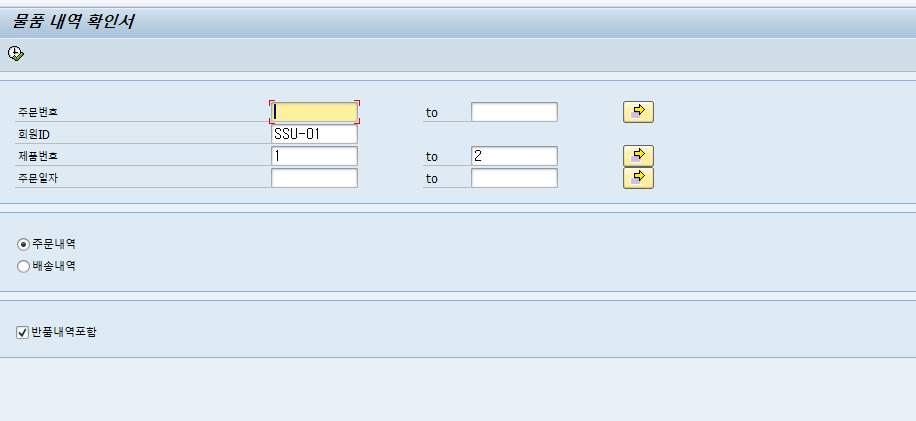 물품 내역 확인서
주문번호 to
회원ID SSU-01
제품번호 1 to 2
주문일자 to
주문내역
배송내역
반품내역포함